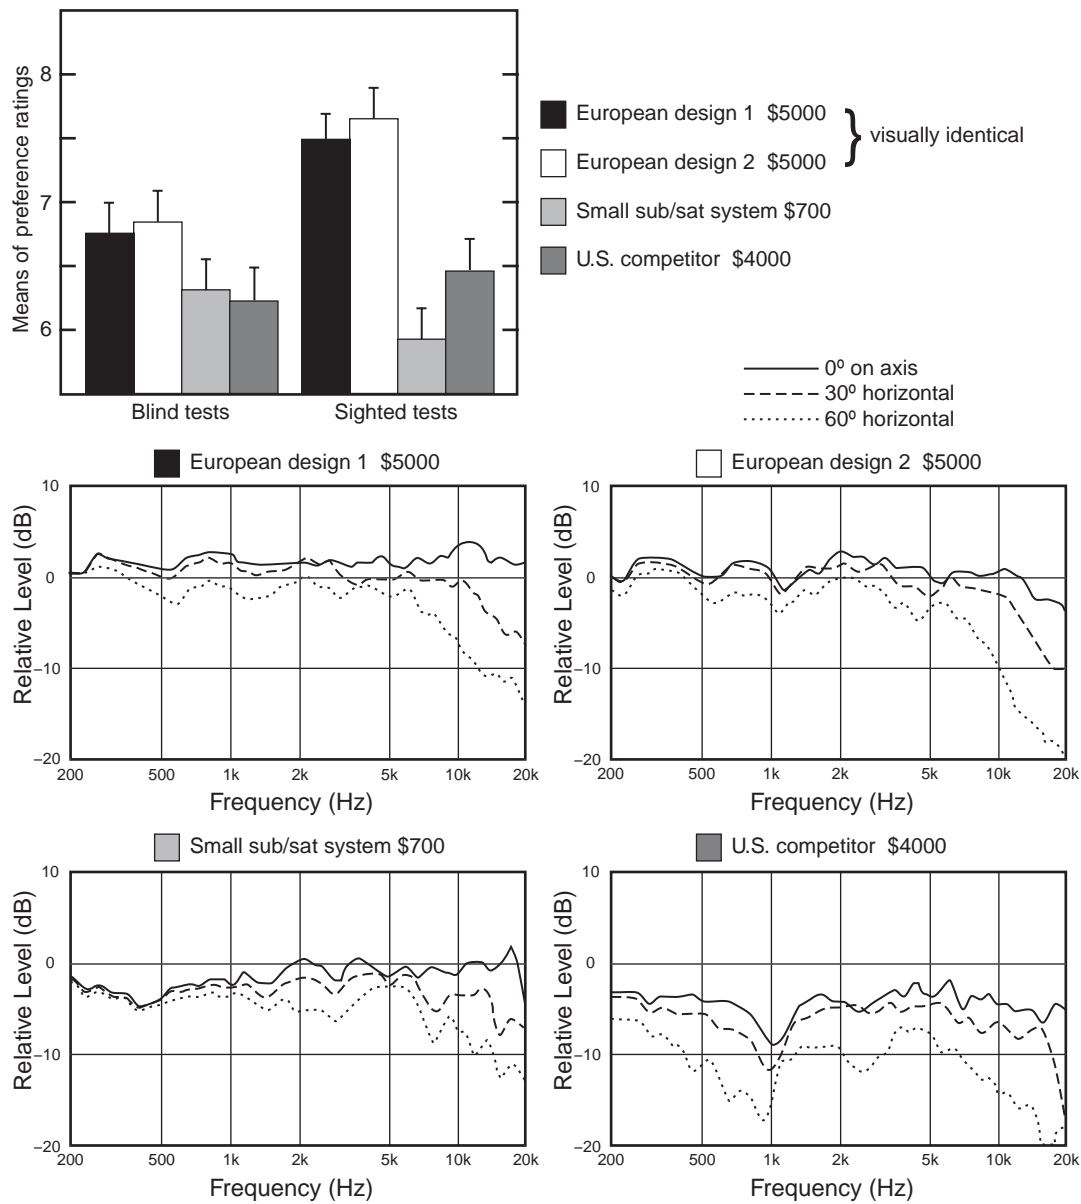 Means of preference ratings
8
7
6
Blind tests
Sighted tests
European design 1 $5000
European design 2 $5000
visually identical
Small sub/sat system $700
U.S. competitor $4000
0º on axis
30º horizontal
60º horizontal
European design 1 $5000
Relative Level (dB)
10
0
–10
–20
200 500 1k 2k 5k 10k 20k
Frequency (Hz)
European design 2 $5000
Relative Level (dB)
10
0
–10
–20
200 500 1k 2k 5k 10k 20k
Frequency (Hz)
Small sub/sat system $700
Relative Level (dB)
10
0
–10
–20
200 500 1k 2k 5k 10k 20k
Frequency (Hz)
U.S. competitor $4000
Relative Level (dB)
10
0
–10
–20
200 500 1k 2k 5k 10k 20k
Frequency (Hz)